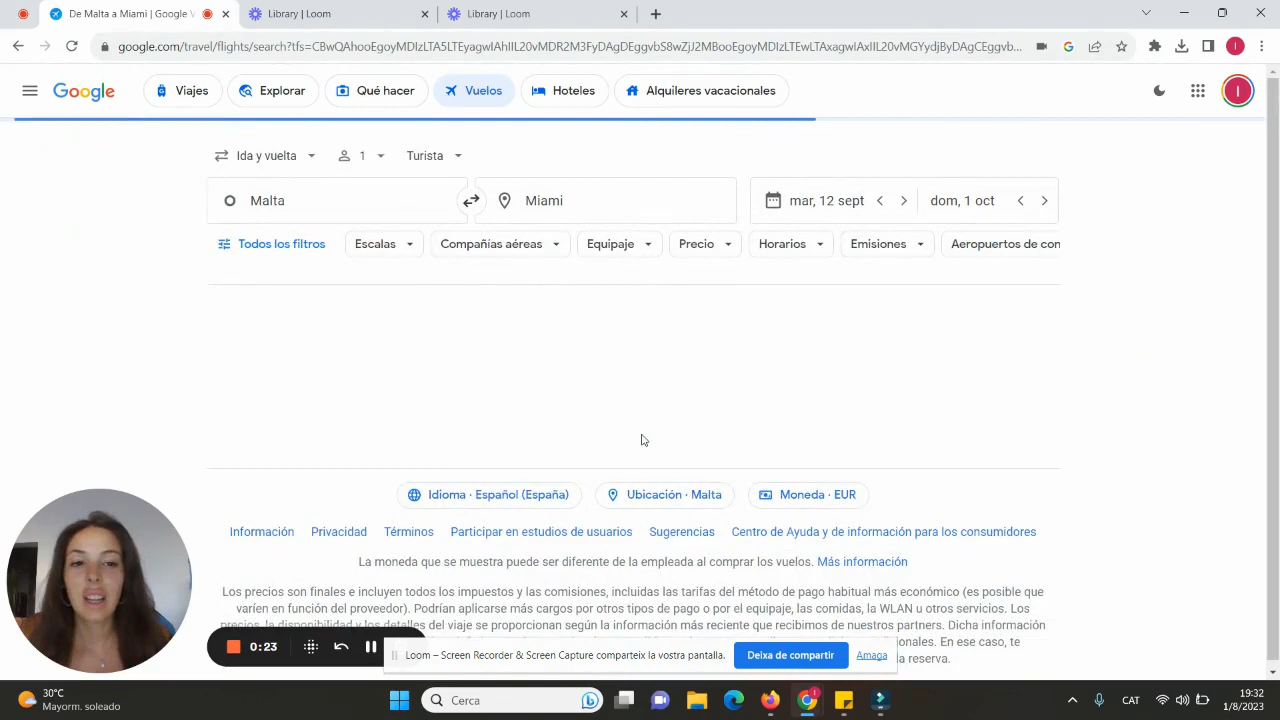 De Malta a Miami | Google V
Library | Loom
Library | Loom
google.com/travel/flights/search?tfs=CBwQAhooEgoyMDIzLTA5LTEyagwIAhIIL20vMDR2M3FyDAgDEggvbS8wZjJ2MBooEgoyMDIzLTEwLTAxagwIAxIIL20vMGYydjByDAgCEggvb...
Google
Viajes
Explorar
Qué hacer
Vuelos
Hoteles
Alquileres vacacionales
I
Ida y vuelta
1
Turista
Malta
Miami
mar, 12 sept
dom, 1 oct
Todos los filtros
Escalas
Compañías aéreas
Equipaje
Precio
Horarios
Emisiones
Aeropuertos de con
Idioma · Español (España)
Ubicación · Malta
Moneda · EUR
Información
Privacidad
Términos
Participar en estudios de usuarios
Sugerencias
Centro de Ayuda y de información para los consumidores
La moneda que se muestra puede ser diferente de la empleada al comprar los vuelos. Más información
Los precios son finales e incluyen todos los impuestos y las comisiones, incluidas las tarifas del método de pago habitual más económico (es posible que
varíen en función del proveedor). Podrían aplicarse más cargos por otros tipos de pago o por el equipaje, las comidas, la WLAN u otros servicios. Los
precios, la disponibilidad y los detalles del viaje se proporcionan según la información más reciente que recibimos de nuestros partners. Dicha información
ionales. En ese caso, te
la reserva.
0:23
Loom – Screen Recorder & Screen Capture comparteix la vostra pantalla.
Deixa de compartir
Amaga
30°C
Mayorm. soleado
Cerca
CAT
19:32
1/8/2023